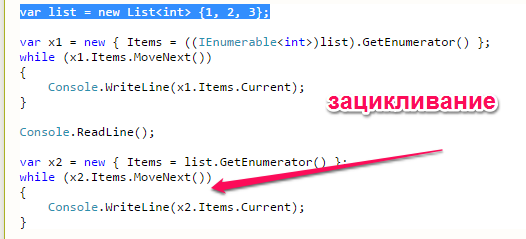 var list = new List<int> {1, 2, 3};
var x1 = new { Items = ((IEnumerable<int>)list).GetEnumerator() };
while (x1.Items.MoveNext())
{
    Console.WriteLine(x1.Items.Current);
}
зацикливание
Console.ReadLine();
var x2 = new { Items = list.GetEnumerator() };
while (x2.Items.MoveNext())
{
    Console.WriteLine(x2.Items.Current);
}